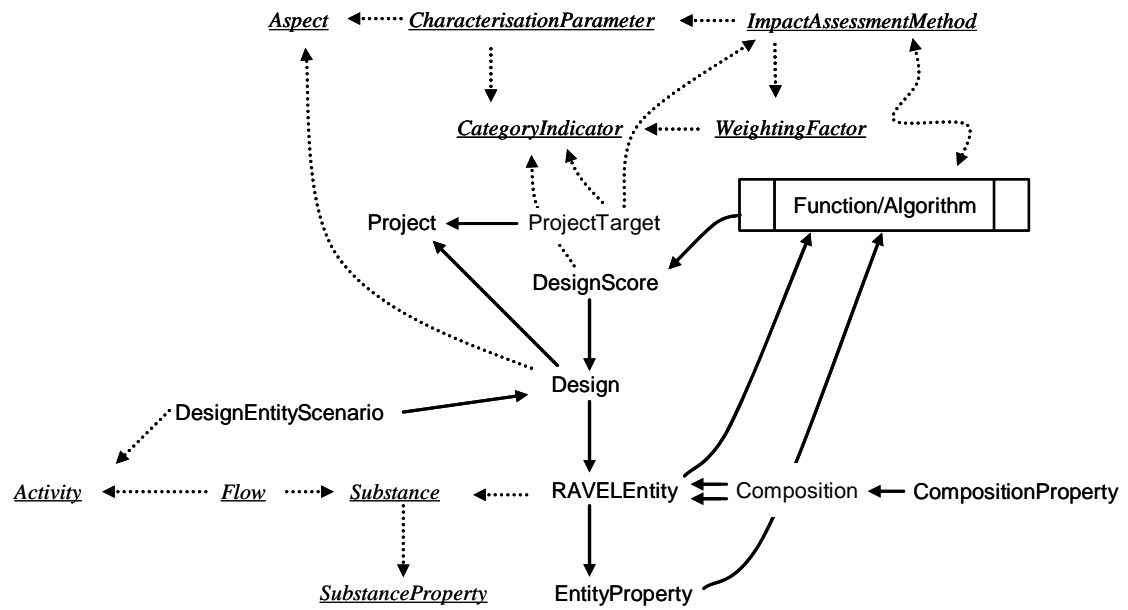 Aspect
CharacterisationParameter
ImpactAssessmentMethod
CategoryIndicator
WeightingFactor
Function/Algorithm
Project
ProjectTarget
DesignScore
Design
DesignEntityScenario
Activity
Flow
Substance
RAVELEntity
Composition
CompositionProperty
SubstanceProperty
EntityProperty